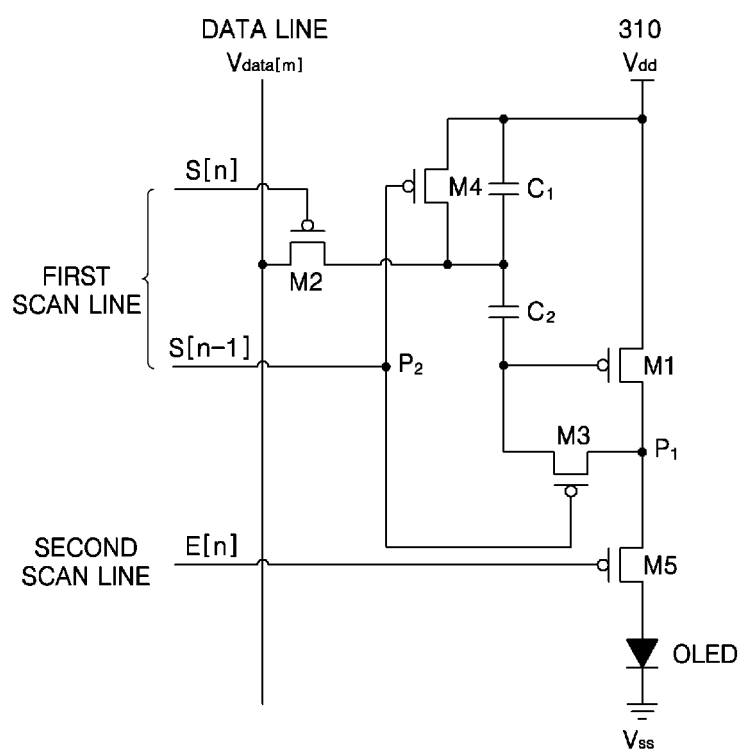 DATA LINE
Vdata[m]
310
Vdd
S[n]
M4
C1
M2
FIRST
SCAN LINE
C2
S[n-1]
P2
M1
M3
P1
SECOND
SCAN LINE
E[n]
M5
OLED
Vss